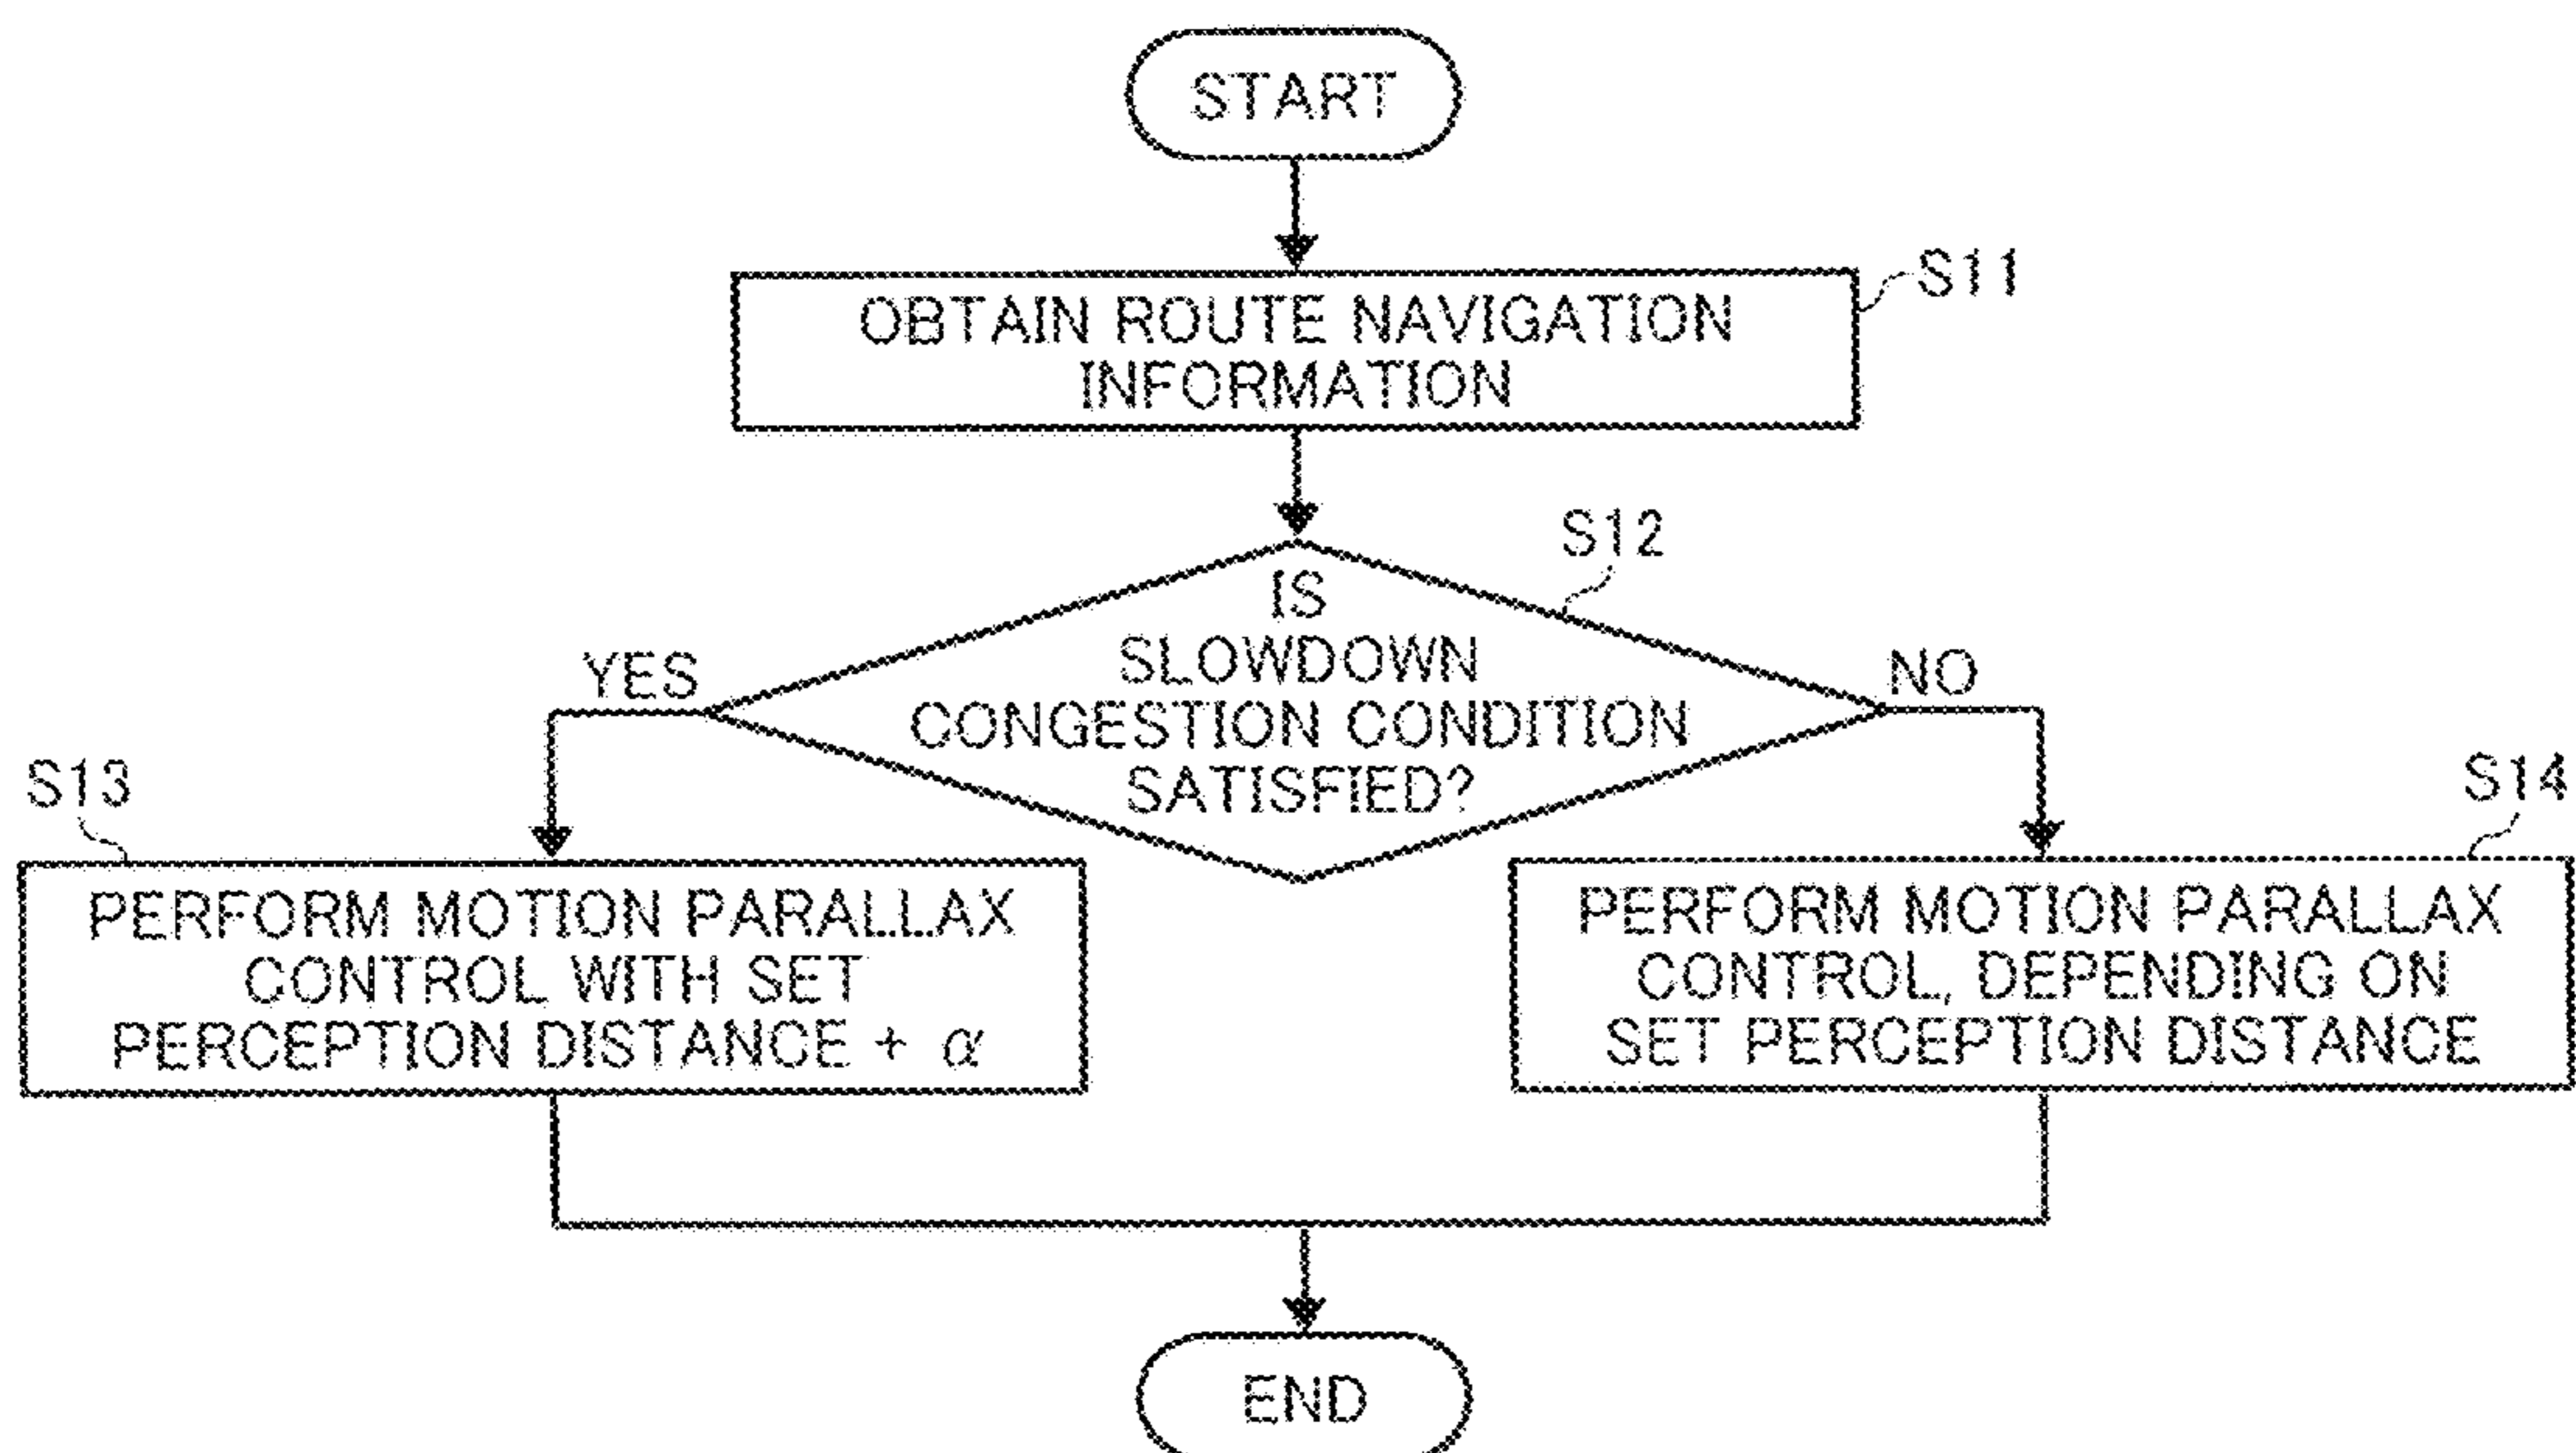 START
OBTAIN ROUTE NAVIGATION
INFORMATION
S11
S12
IS
SLOWDOWN
CONGESTION CONDITION
SATISFIED?
YES
NO
S13
PERFORM MOTION PARALLAX
CONTROL WITH SET
PERCEPTION DISTANCE + α
S14
PERFORM MOTION PARALLAX
CONTROL, DEPENDING ON
SET PERCEPTION DISTANCE
END